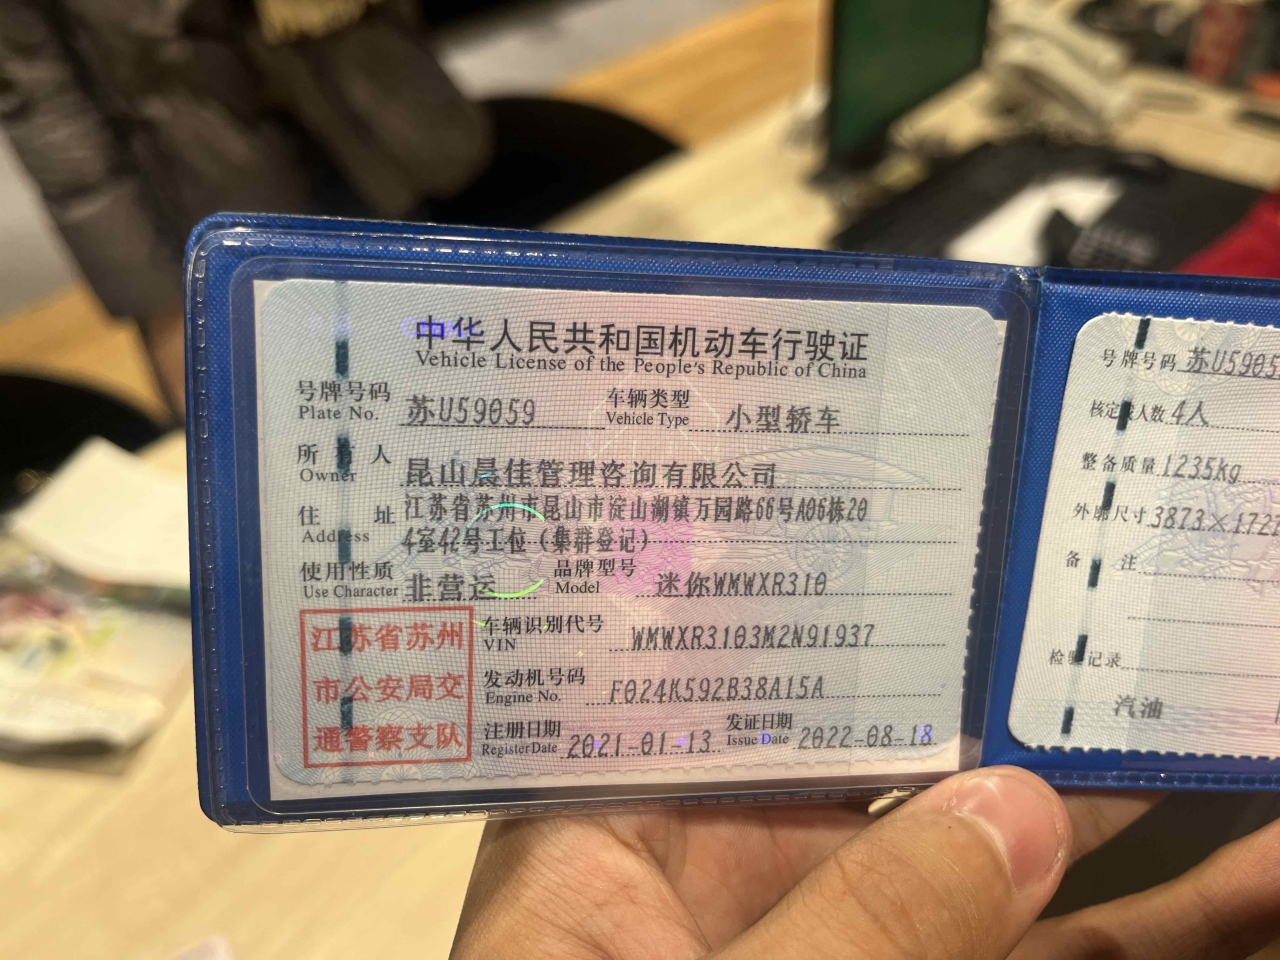 中华人民共和国机动车行驶证
Vehicle License of the People's Republic of China
号牌号码 苏U59059 车辆类型 小型轿车
Plate No. Vehicle Type
所有人 昆山晨佳管理咨询有限公司
Owner
住 址 江苏省苏州市昆山市淀山湖镇万园路66号A06栋20
Address 4室42号工位（集群登记）
使用性质 非营运 品牌型号 迷你WMWXR310
Use Character Model
江苏省苏州
市公安局交
通警察支队
车辆识别代号 WMWXR3103M2N91937
VIN
发动机号码 F024K592B38A15A
Engine No.
注册日期 2021-01-13 发证日期 2022-08-18
Register Date Issue Date
号牌号码 苏U5905
核定载人数 4人
整备质量 1235kg
外廓尺寸 3873×172
备 注
检验记录
汽油